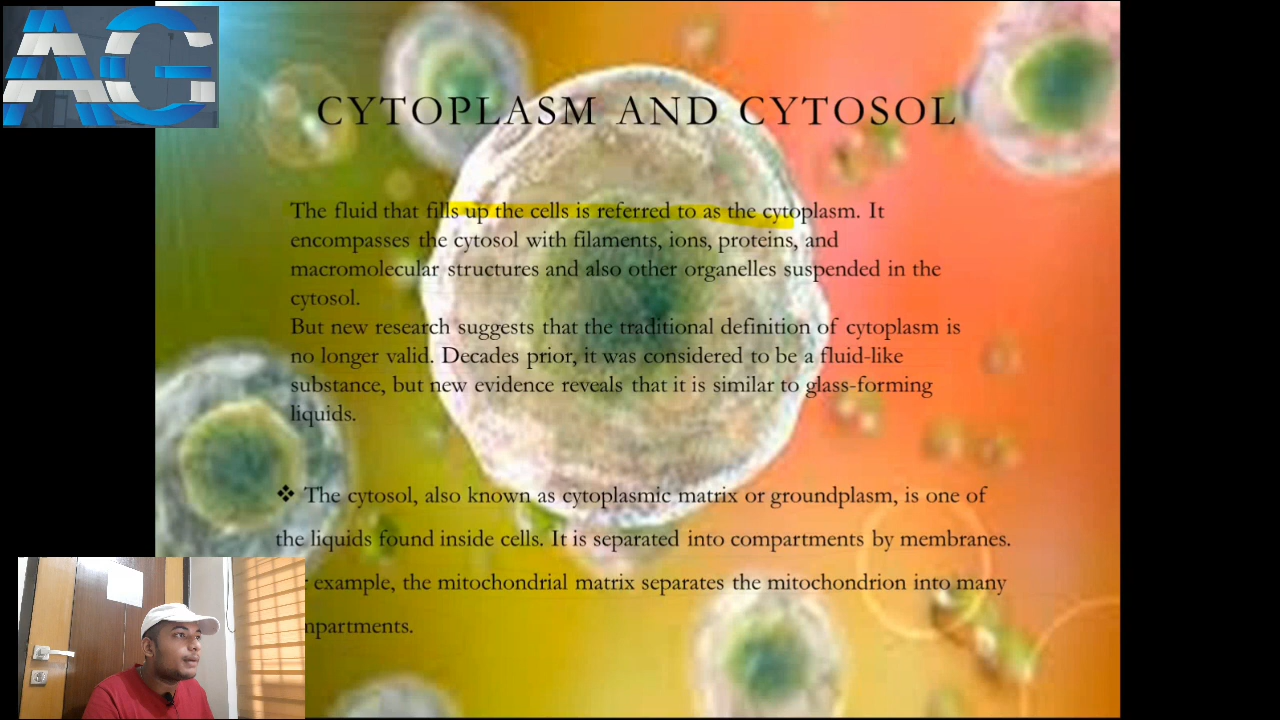 AG
CYTOPLASM AND CYTOSOL
The fluid that fills up the cells is referred to as the cytoplasm. It
encompasses the cytosol with filaments, ions, proteins, and
macromolecular structures and also other organelles suspended in the
cytosol.
But new research suggests that the traditional definition of cytoplasm is
no longer valid. Decades prior, it was considered to be a fluid-like
substance, but new evidence reveals that it is similar to glass-forming
liquids.
❖ The cytosol, also known as cytoplasmic matrix or groundplasm, is one of
the liquids found inside cells. It is separated into compartments by membranes.
example, the mitochondrial matrix separates the mitochondrion into many